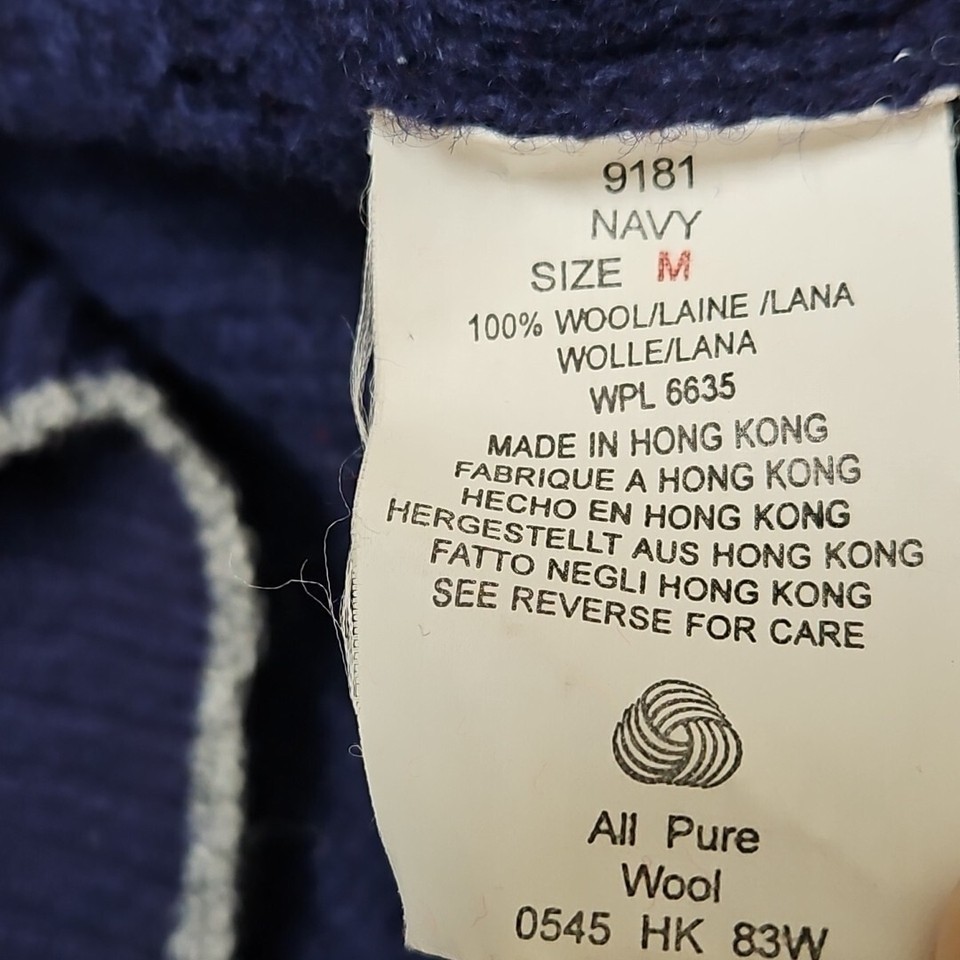 9181
NAVY
SIZE M
100% WOOL/LAINE /LANA
WOLLE/LANA
WPL 6635
MADE IN HONG KONG
FABRIQUE A HONG KONG
HECHO EN HONG KONG
HERGESTELLT AUS HONG KONG
FATTO NEGLI HONG KONG
SEE REVERSE FOR CARE
All Pure
Wool
0545 HK 83W